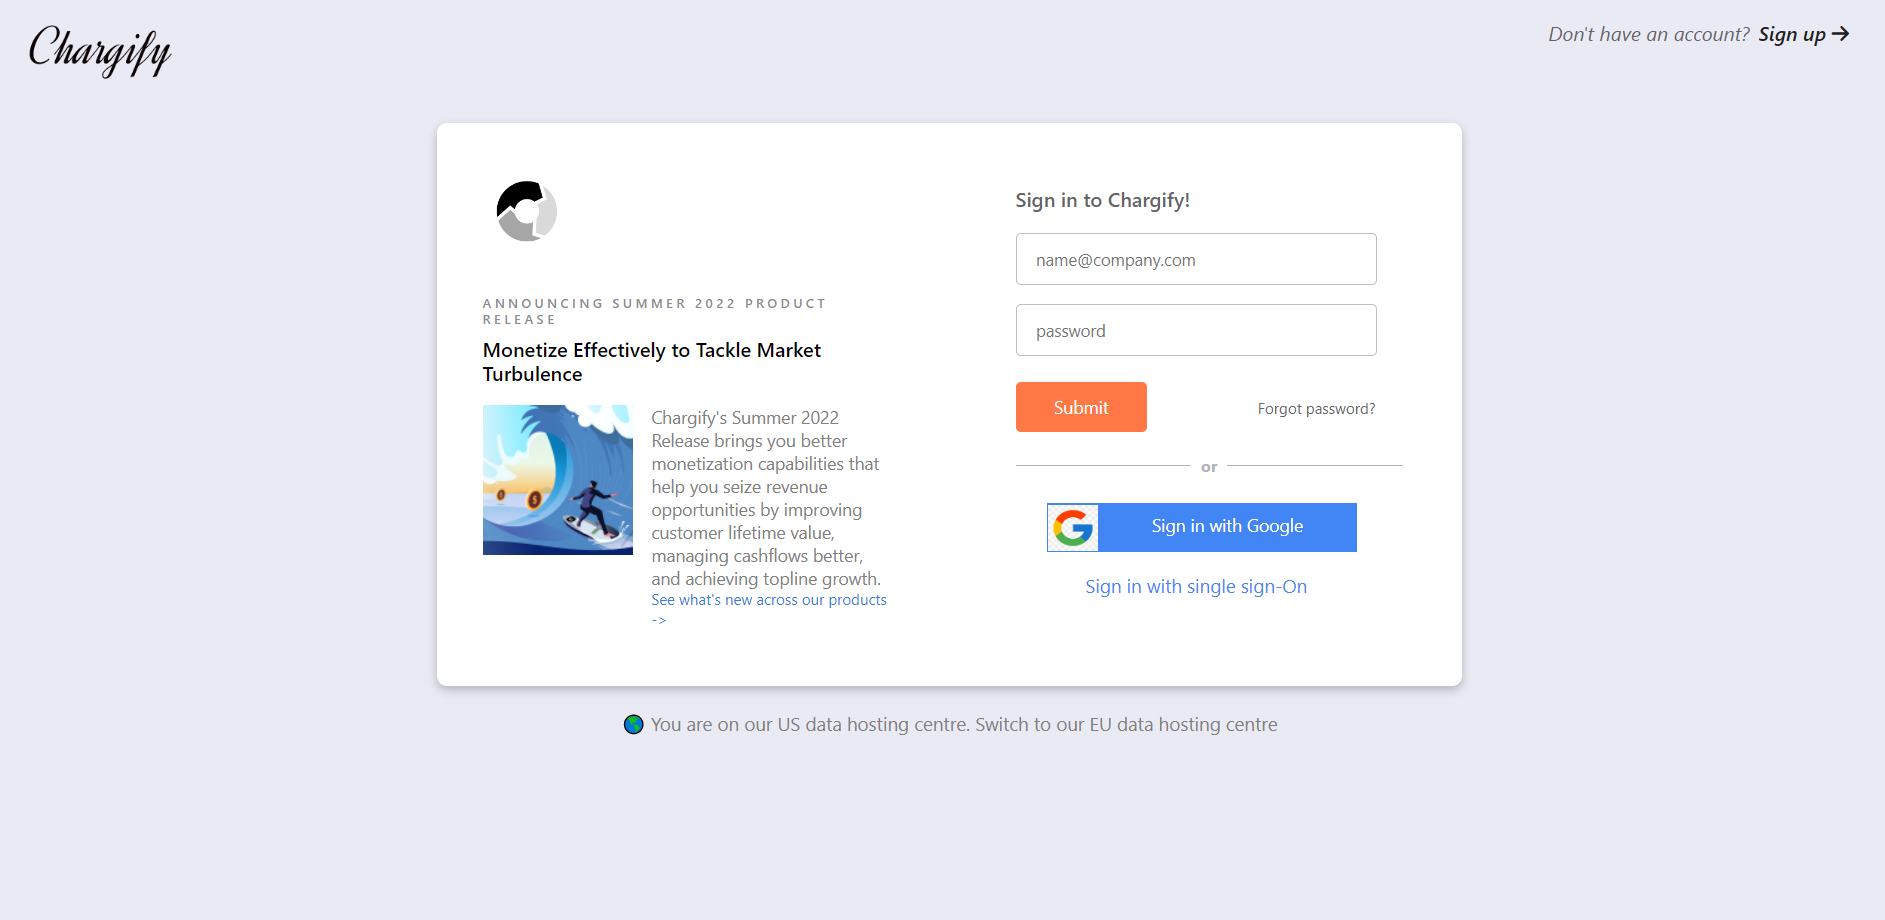 Chargify
Don't have an account? Sign up →
ANNOUNCING SUMMER 2022 PRODUCT
RELEASE
Monetize Effectively to Tackle Market
Turbulence
Chargify's Summer 2022
Release brings you better
monetization capabilities that
help you seize revenue
opportunities by improving
customer lifetime value,
managing cashflows better,
and achieving topline growth.
See what's new across our products
->
Sign in to Chargify!
name@company.com
password
Submit
Forgot password?
or
Sign in with Google
Sign in with single sign-On
You are on our US data hosting centre. Switch to our EU data hosting centre